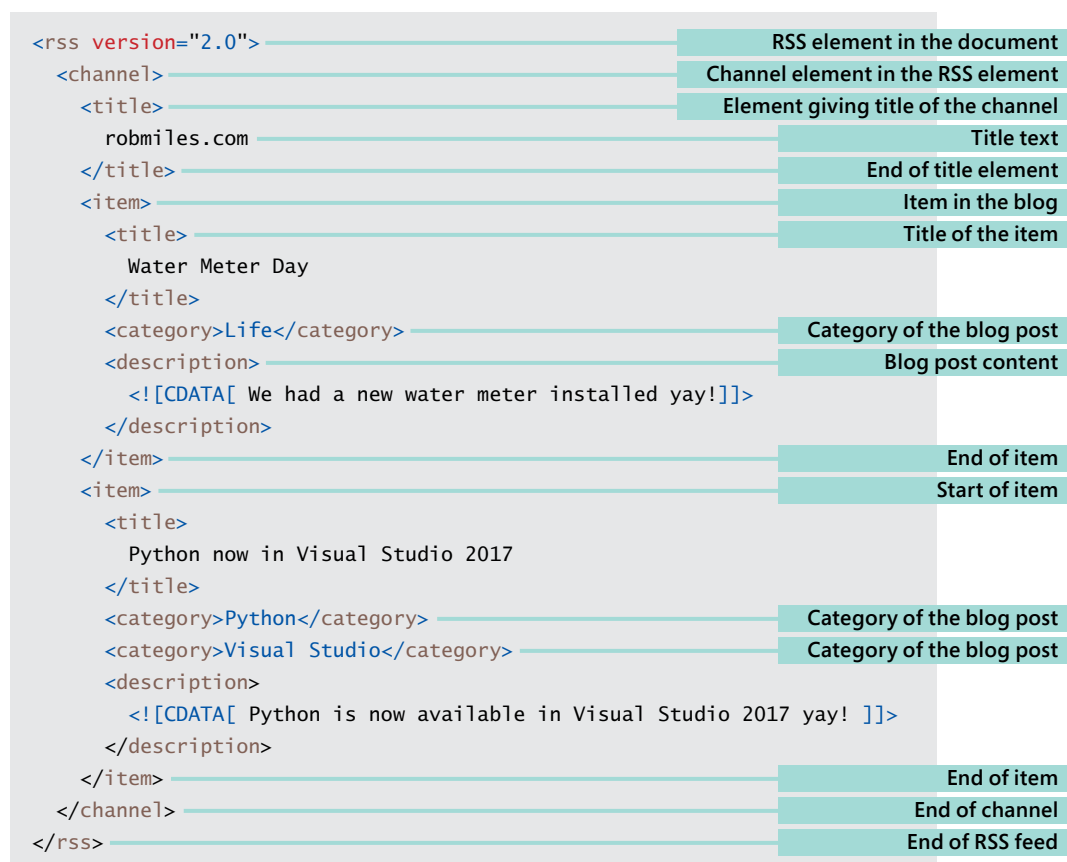 <rss version="2.0"> RSS element in the document
<channel> Channel element in the RSS element
<title> Element giving title of the channel
robmiles.com Title text
</title> End of title element
<item> Item in the blog
<title> Title of the item
Water Meter Day
</title>
<category>Life</category> Category of the blog post
<description> Blog post content
<![CDATA[ We had a new water meter installed yay!]]>
</description>
</item> End of item
<item> Start of item
<title>
Python now in Visual Studio 2017
</title>
<category>Python</category> Category of the blog post
<category>Visual Studio</category> Category of the blog post
<description>
<![CDATA[ Python is now available in Visual Studio 2017 yay! ]]>
</description>
</item> End of item
</channel> End of channel
</rss> End of RSS feed